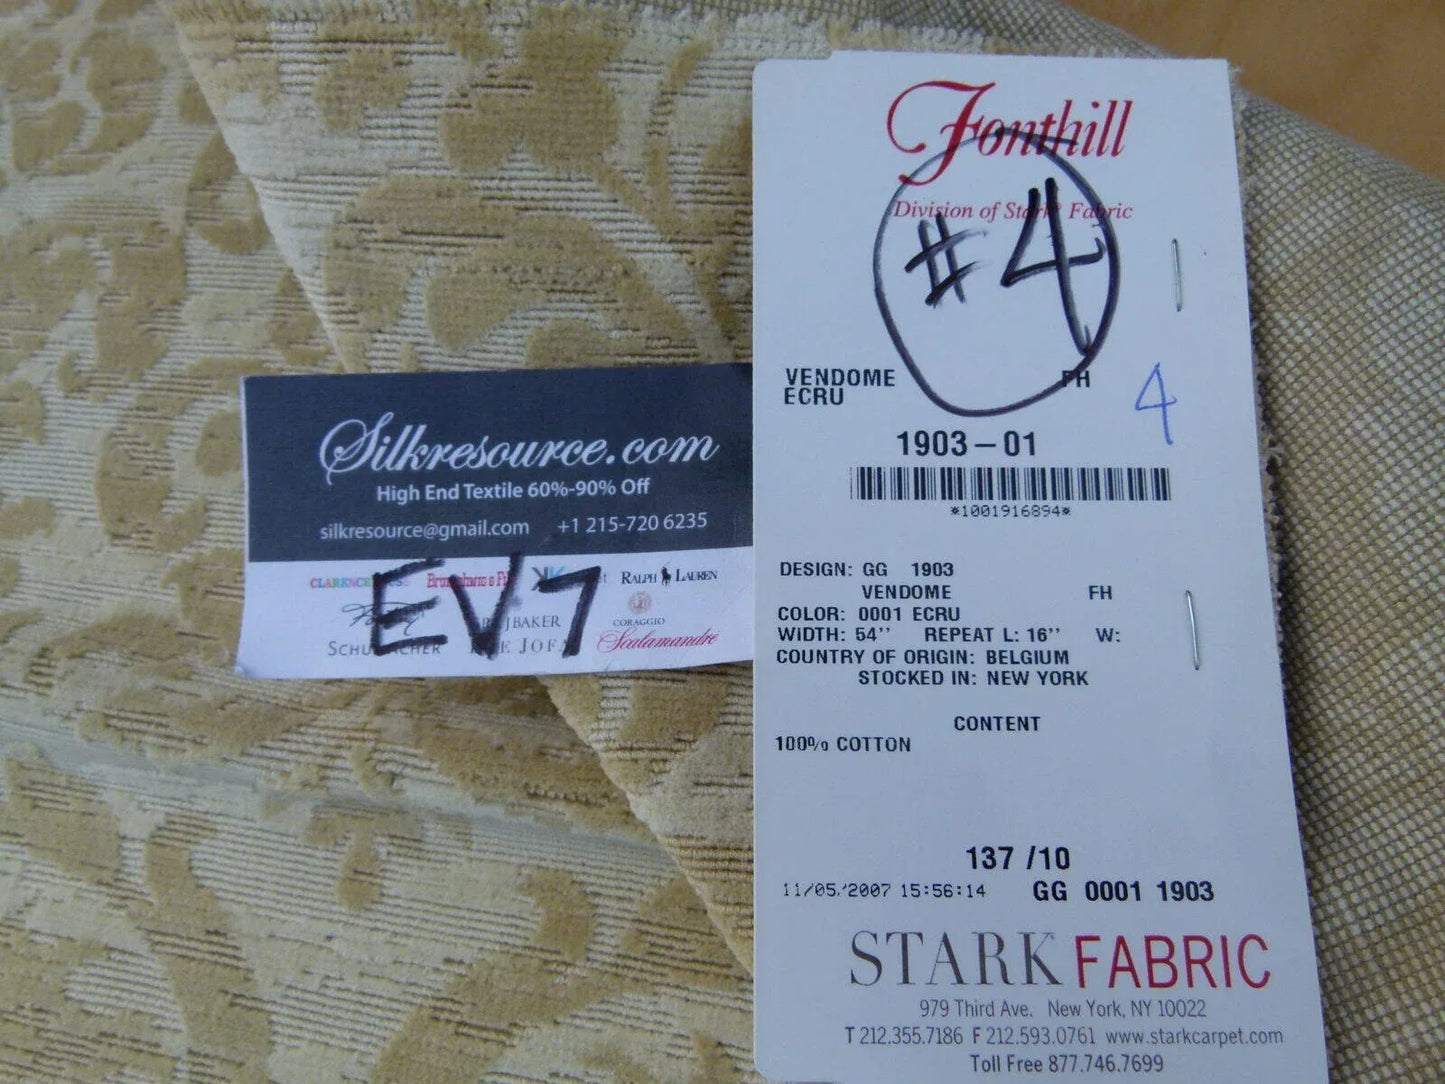 Silkresource.com
High End Textile 60%-90% Off
silkresource@gmail.com +1 215-720 6235
RALPH LAUREN
EV7
JBAKER
CORAGGIO
Scalamandré
Fonthill
Division of Stark Fabric
#4
VENDOME FH
ECRU
4
1903-01
*1001916894*
DESIGN: GG 1903
VENDOME FH
COLOR: 0001 ECRU
WIDTH: 54'' REPEAT L: 16'' W:
COUNTRY OF ORIGIN: BELGIUM
STOCKED IN: NEW YORK
CONTENT
100% COTTON
137 /10
11/05/2007 15:56:14 GG 0001 1903
STARK FABRIC
979 Third Ave. New York, NY 10022
T 212.355.7186 F 212.593.0761 www.starkcarpet.com
Toll Free 877.746.7699